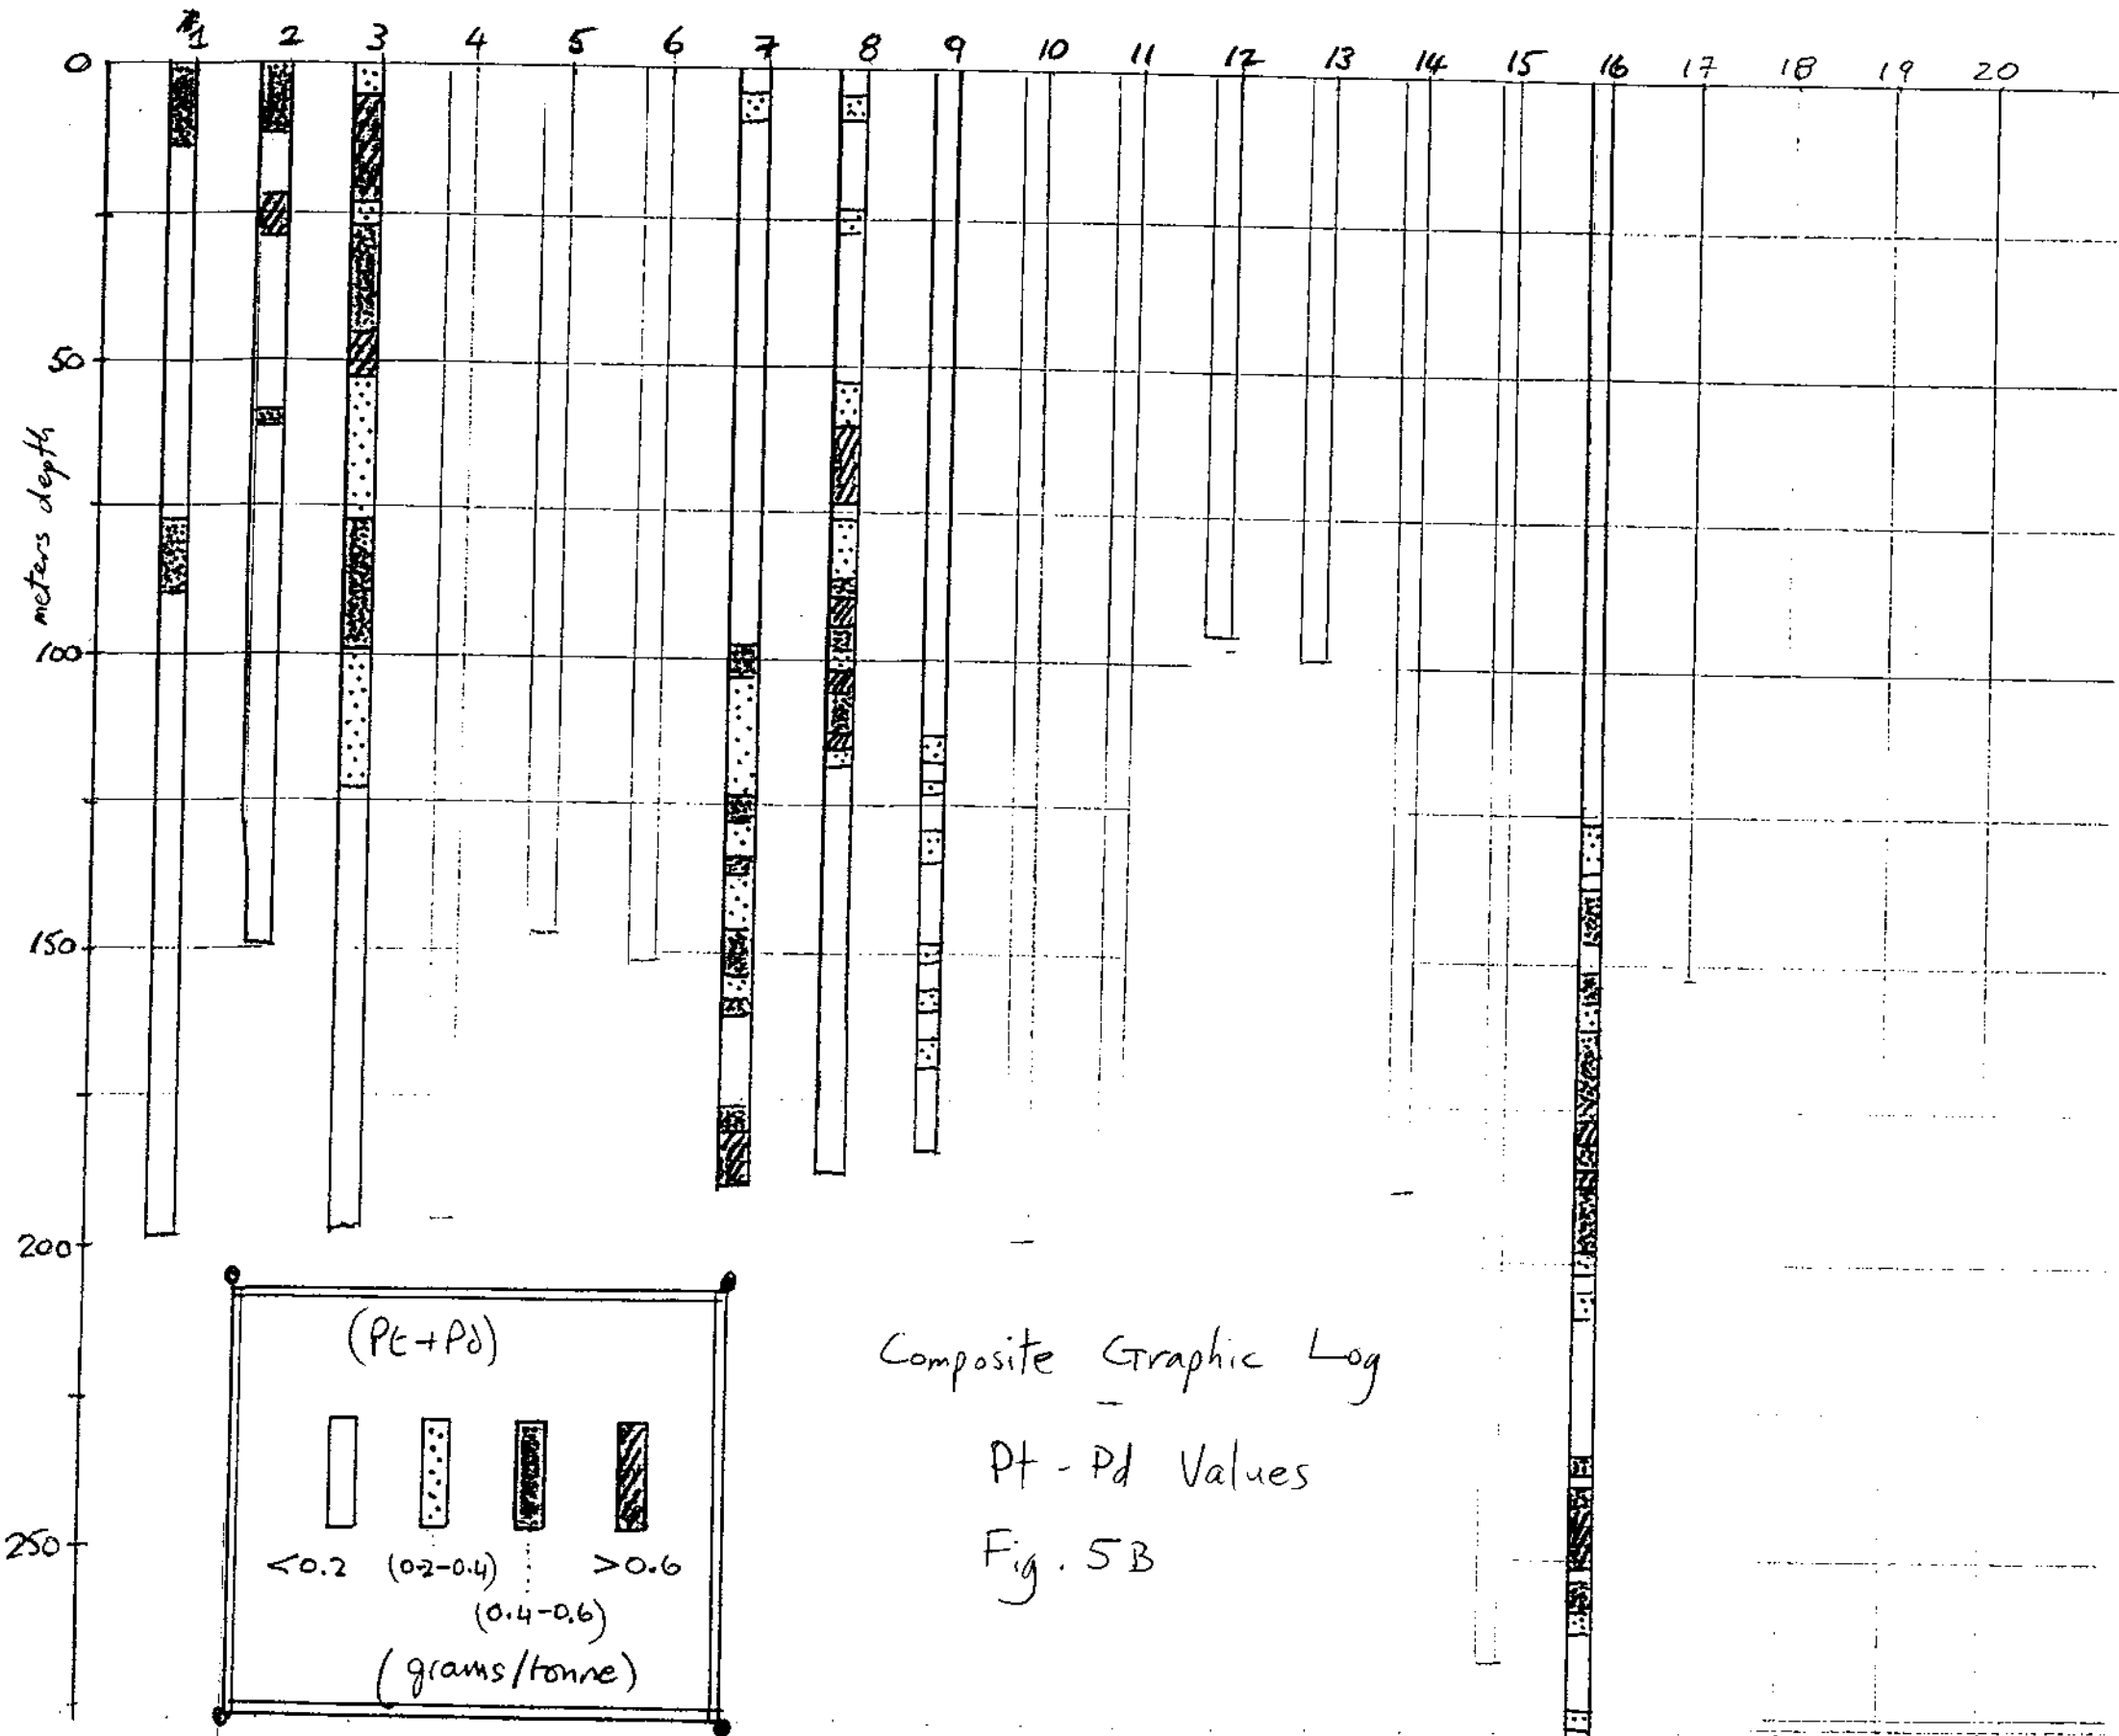 #1 2 3 4 5 6 7 8 9 10 11 12 13 14 15 16 17 18 19 20
0
50
meters depth
100
150
200
250
(Pt+Pd)
<0.2 (0.2-0.4) >0.6
(0.4-0.6)
(grams/tonne)
Composite Graphic Log
-
Pt - Pd Values
Fig. 5B